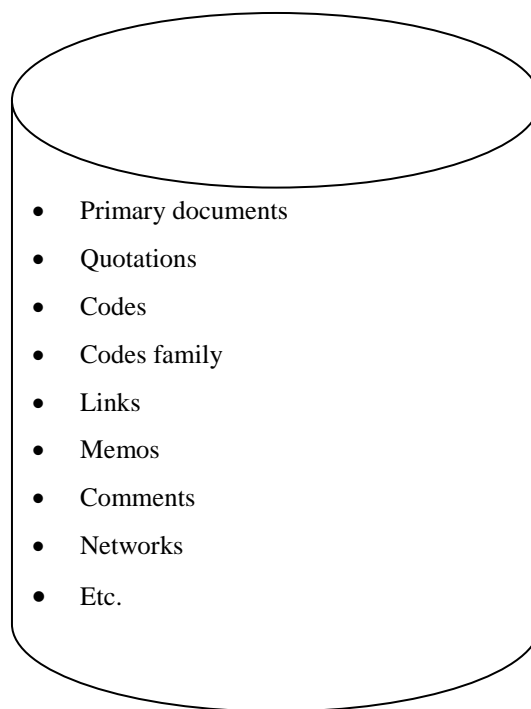 • Primary documents
• Quotations
• Codes
• Codes family
• Links
• Memos
• Comments
• Networks
• Etc.